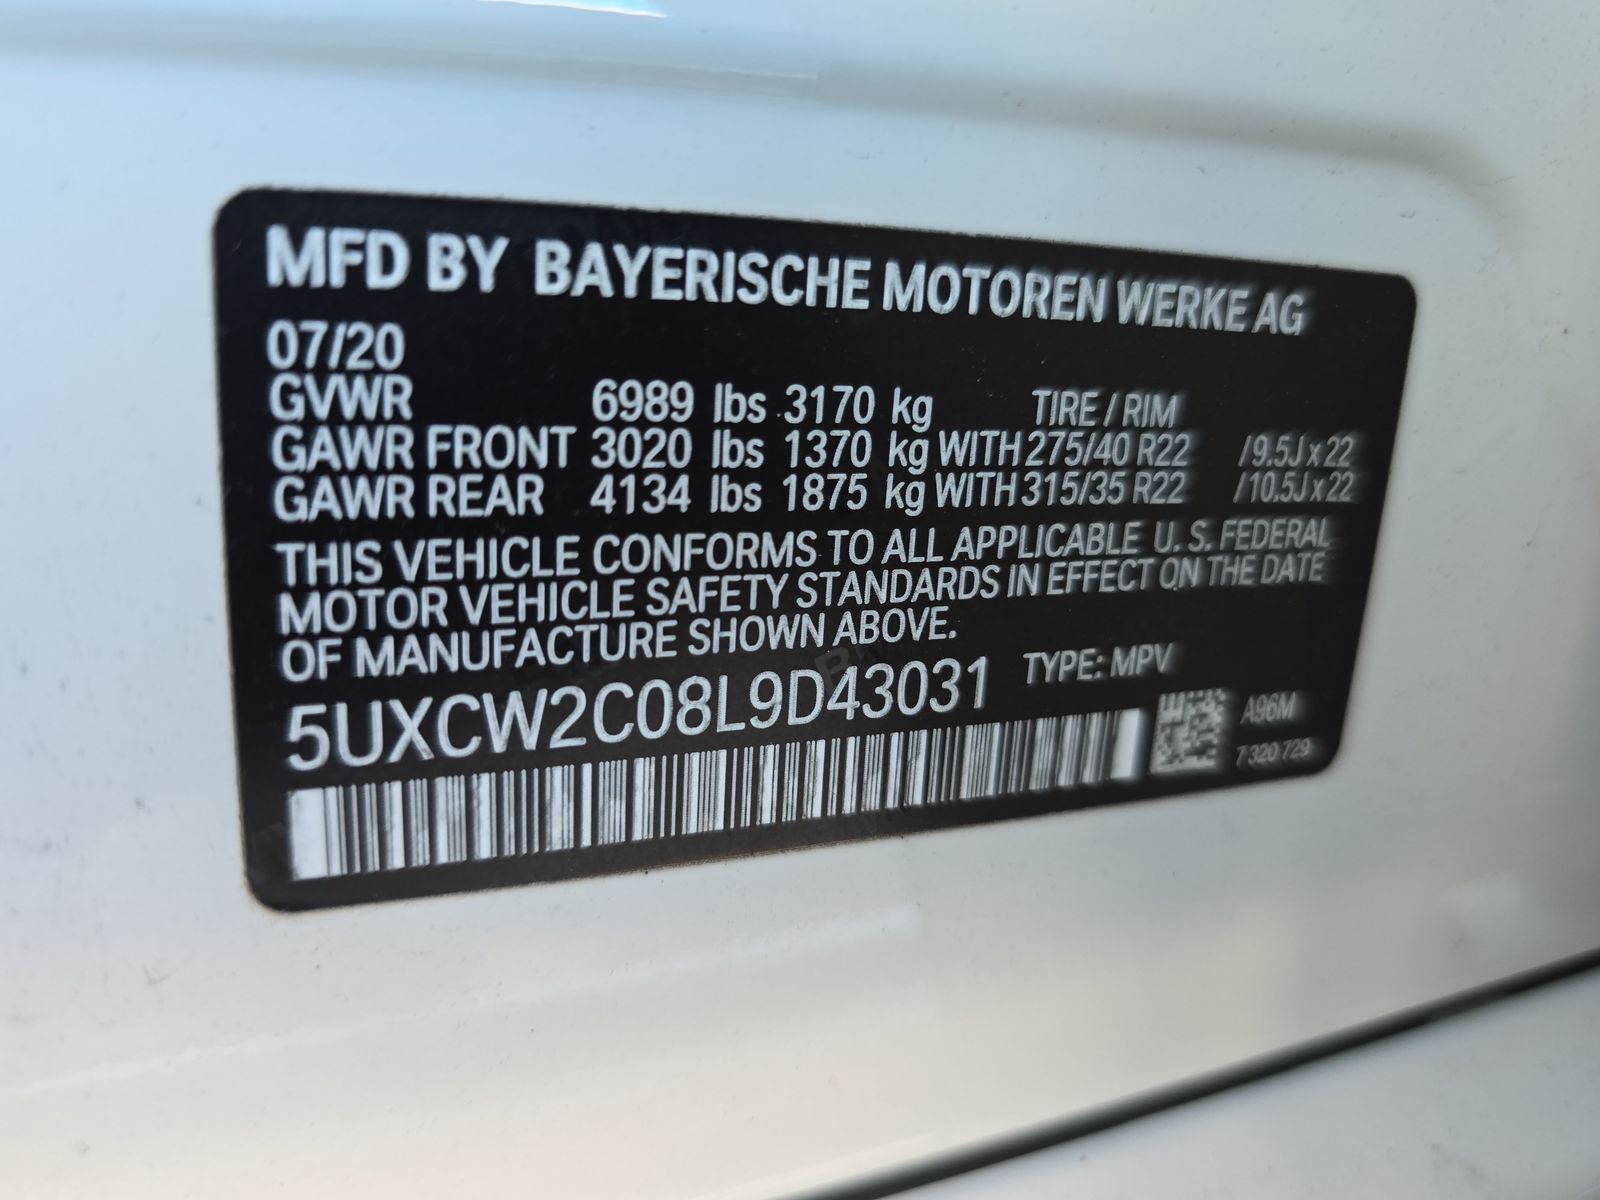 MFD BY BAYERISCHE MOTOREN WERKE AG
07/20
GVWR 6989 lbs 3170 kg TIRE / RIM
GAWR FRONT 3020 lbs 1370 kg WITH 275/40 R22 /9.5J x 22
GAWR REAR 4134 lbs 1875 kg WITH 315/35 R22 /10.5J x 22
THIS VEHICLE CONFORMS TO ALL APPLICABLE U. S. FEDERAL
MOTOR VEHICLE SAFETY STANDARDS IN EFFECT ON THE DATE
OF MANUFACTURE SHOWN ABOVE.
5UXCW2C08L9D43031 TYPE: MPV
A96M
7 320 729